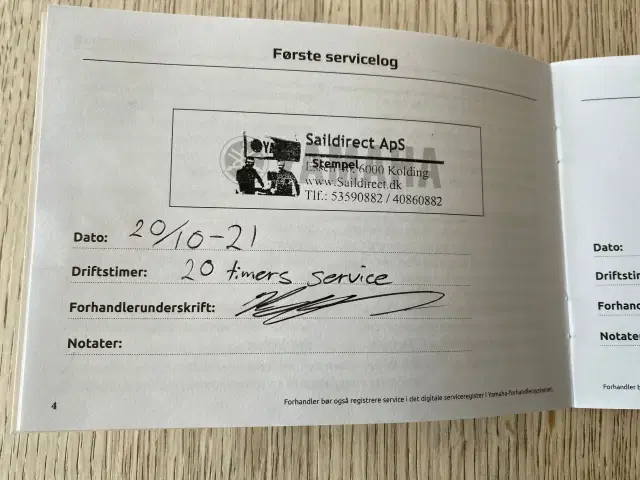 Første servicelog
YAMAHA
Saildirect ApS
Stempel
6000 Kolding
www.Saildirect.dk
Tlf.: 53590882 / 40860882
Dato: 20/10-21
Driftstimer: 20 timers service
Forhandlerunderskrift:
Notater:
4
Forhandler bør også registrere service i det digitale serviceregister i Yamaha-forhandlersystemet.
Dato:
Driftstim
Forhand
Notate
Forhandler b